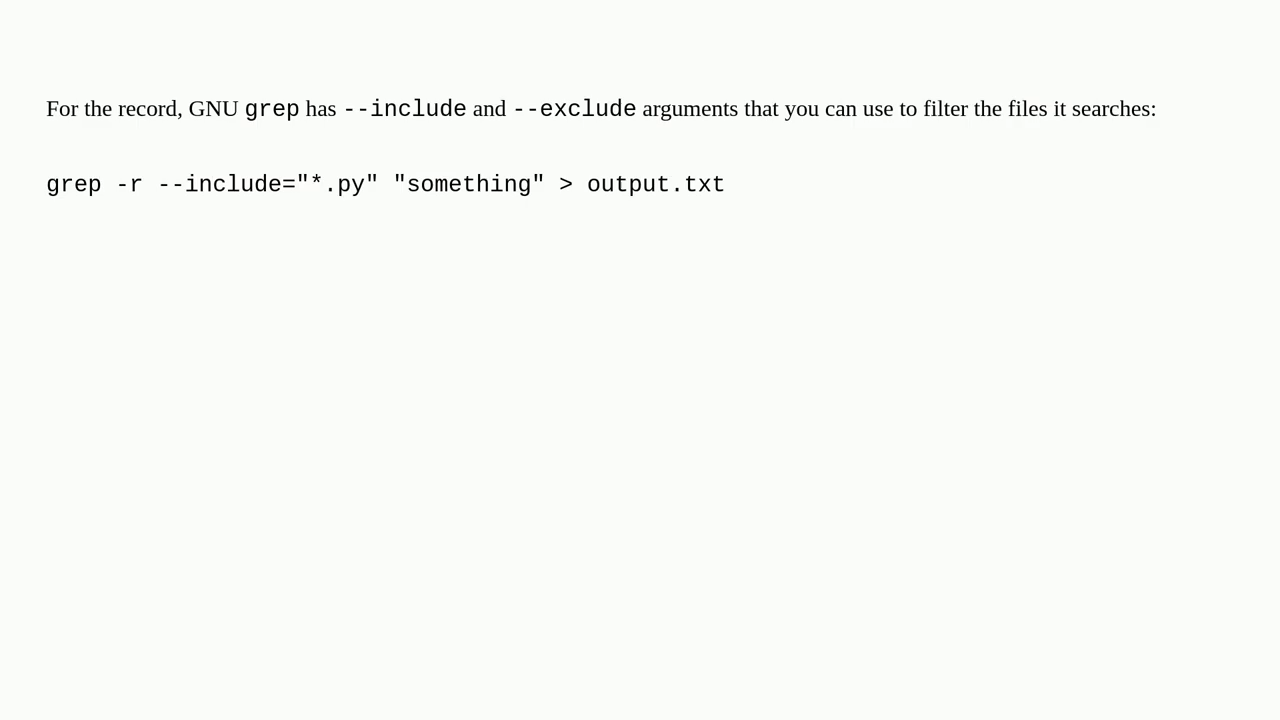 For the record, GNU grep has --include and --exclude arguments that you can use to filter the files it searches:
grep -r --include="*.py" "something" > output.txt